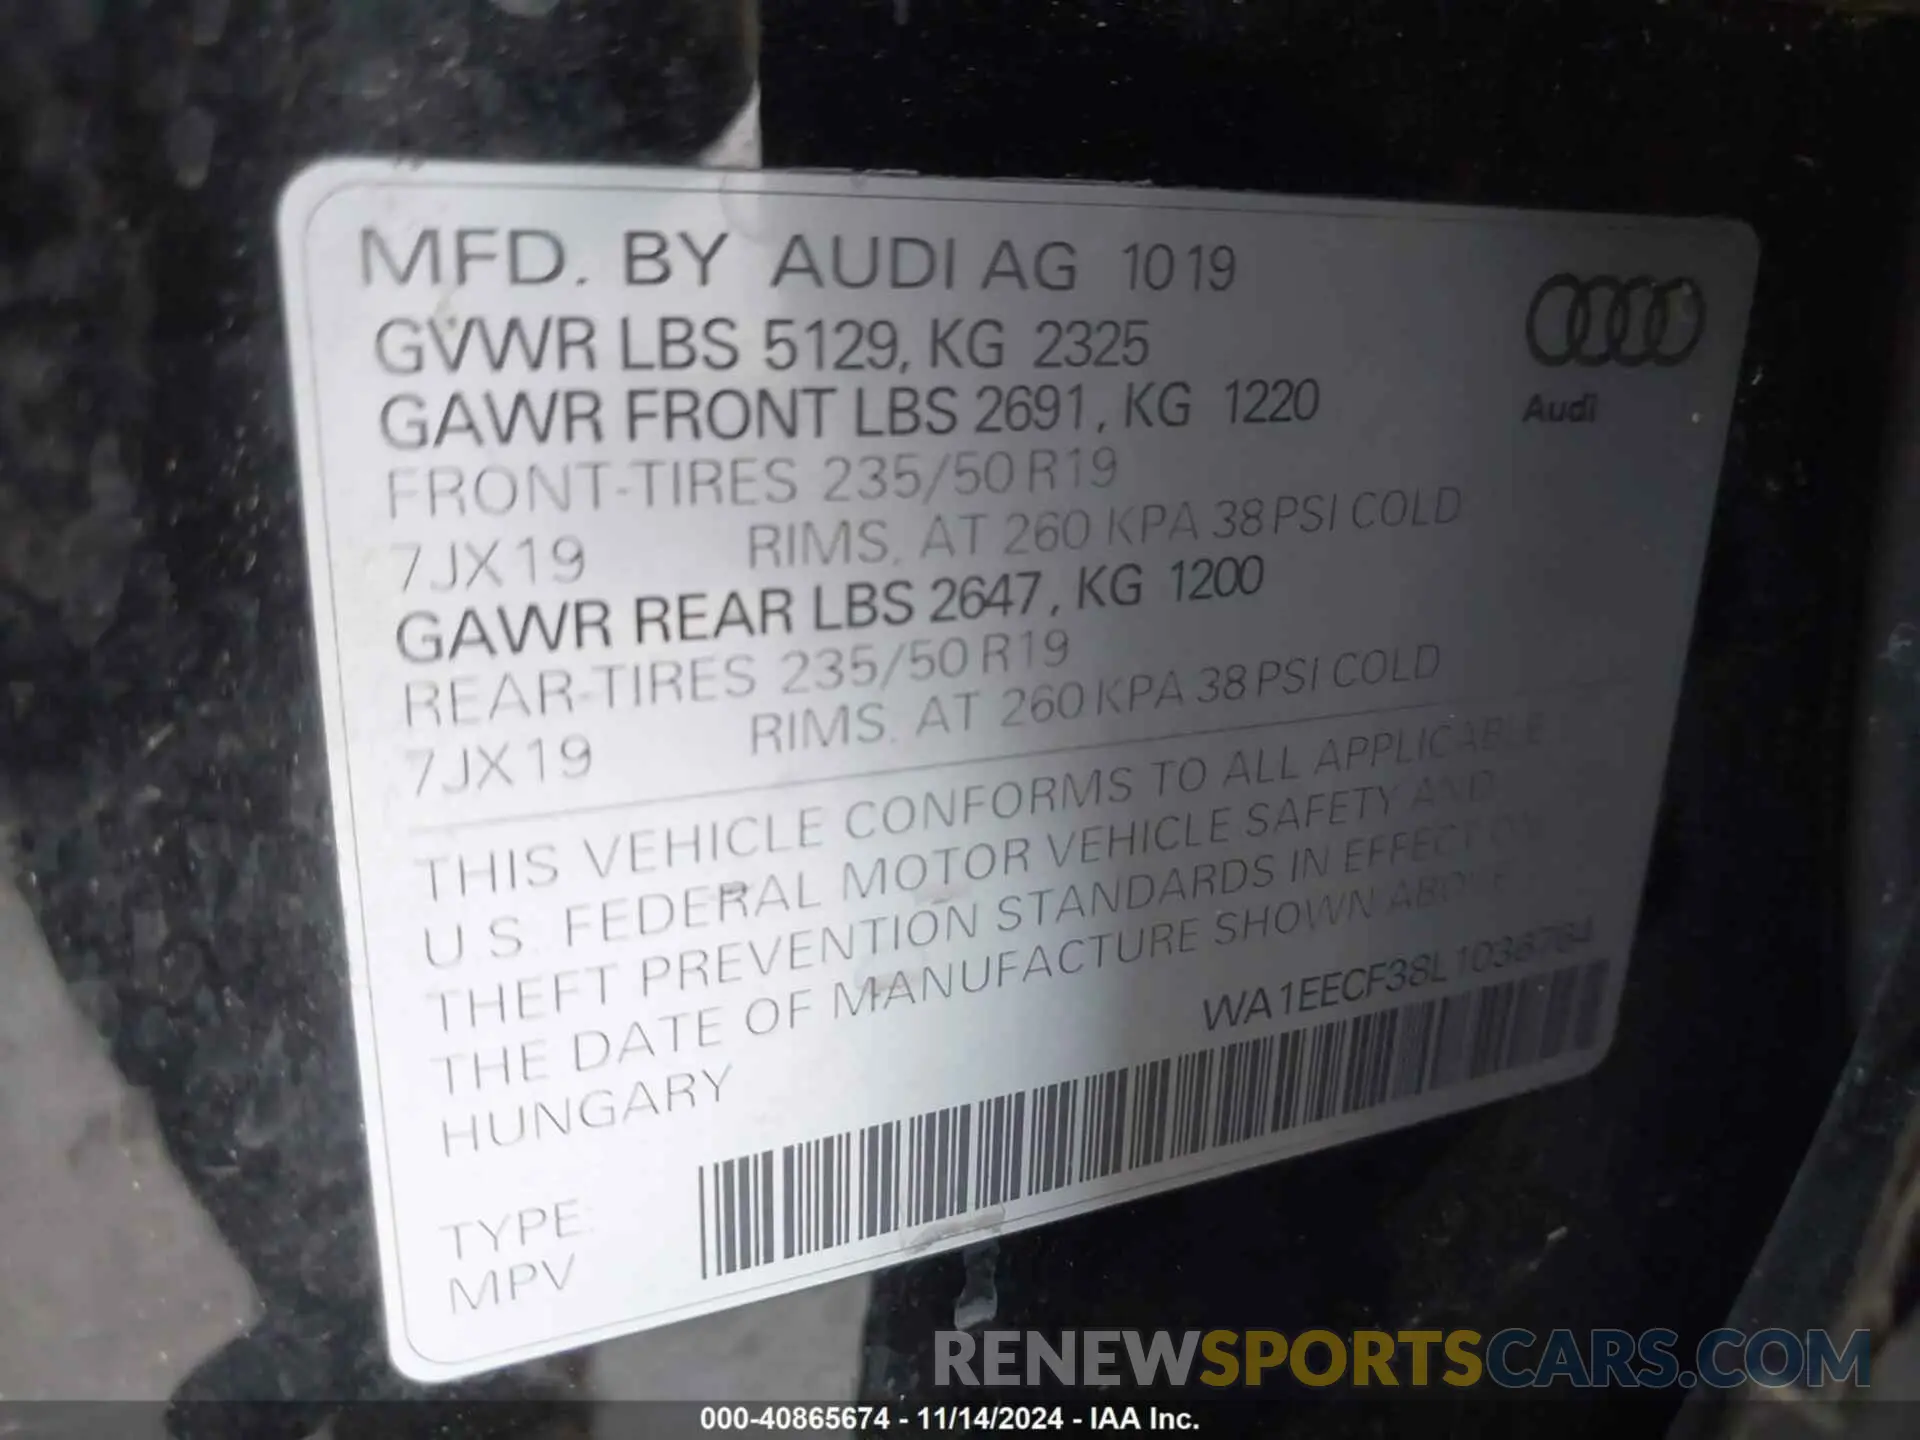 MFD. BY AUDI AG 10 19
GVWR LBS 5129, KG 2325
GAWR FRONT LBS 2691, KG 1220
Audi
FRONT-TIRES 235/50 R19
7JX19 RIMS. AT 260 KPA 38 PSI COLD
GAWR REAR LBS 2647, KG 1200
REAR-TIRES 235/50 R19
7JX19 RIMS. AT 260 KPA 38 PSI COLD
THIS VEHICLE CONFORMS TO ALL APPLICABLE
U.S. FEDERAL MOTOR VEHICLE SAFETY AND
THEFT PREVENTION STANDARDS IN EFFECT ON
THE DATE OF MANUFACTURE SHOWN ABOVE
HUNGARY
WA1EECF38L1036764
TYPE:
MPV
RENEWSPORTSCARS.COM
000-40865674 - 11/14/2024 - IAA Inc.